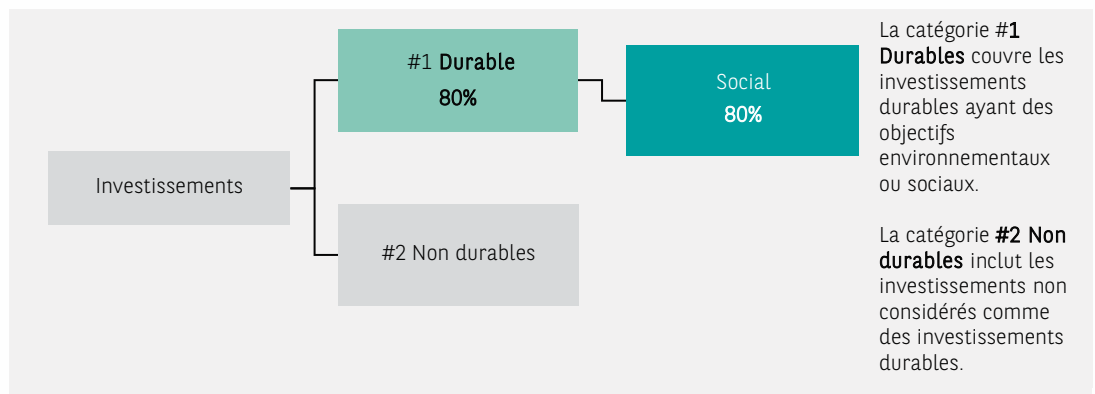 #1 Durable
80%
Social
80%
Investissements
#2 Non durables
La catégorie #1
Durables couvre les
investissements
durables ayant des
objectifs
environnementaux
ou sociaux.
La catégorie #2 Non
durables inclut les
investissements non
considérés comme
des investissements
durables.